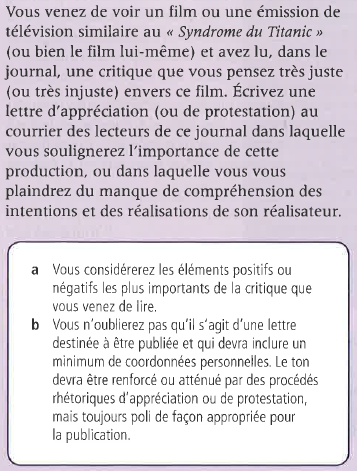 Vous venez de voir un film ou une émission de
télévision similaire au « Syndrome du Titanic »
(ou bien le film lui-même) et avez lu, dans le
journal, une critique que vous pensez très juste
(ou très injuste) envers ce film. Écrivez une
lettre d'appréciation (ou de protestation) au
courrier des lecteurs de ce journal dans laquelle
vous soulignerez l'importance de cette
production, ou dans laquelle vous vous
plaindrez du manque de compréhension des
intentions et des réalisations de son réalisateur.
a Vous considérerez les éléments positifs ou
négatifs les plus importants de la critique que
vous venez de lire.
b Vous n'oublierez pas qu'il s'agit d'une lettre
destinée à être publiée et qui devra inclure un
minimum de coordonnées personnelles. Le ton
devra être renforcé ou atténué par des procédés
rhétoriques d'appréciation ou de protestation,
mais toujours poli de façon appropriée pour
la publication.